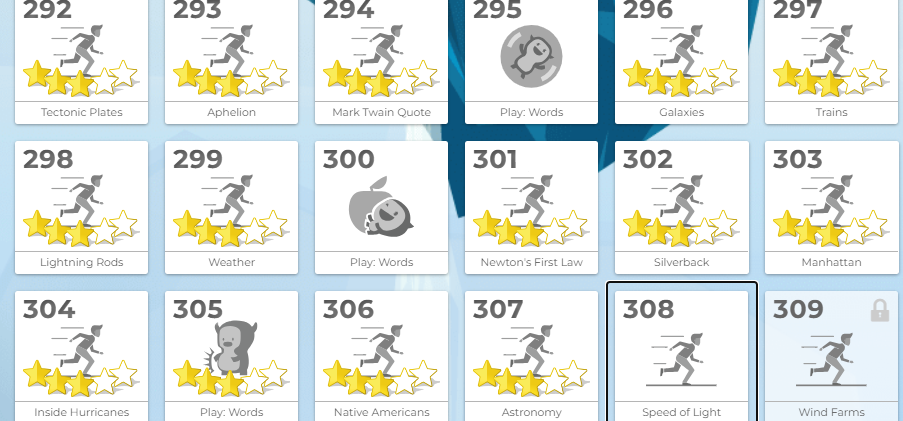 292 293 294 295 296 297
Tectonic Plates Aphelion Mark Twain Quote Play: Words Galaxies Trains
298 299 300 301 302 303
Lightning Rods Weather Play: Words Newton's First Law Silverback Manhattan
304 305 306 307 308 309
Inside Hurricanes Play: Words Native Americans Astronomy Speed of Light Wind Farms